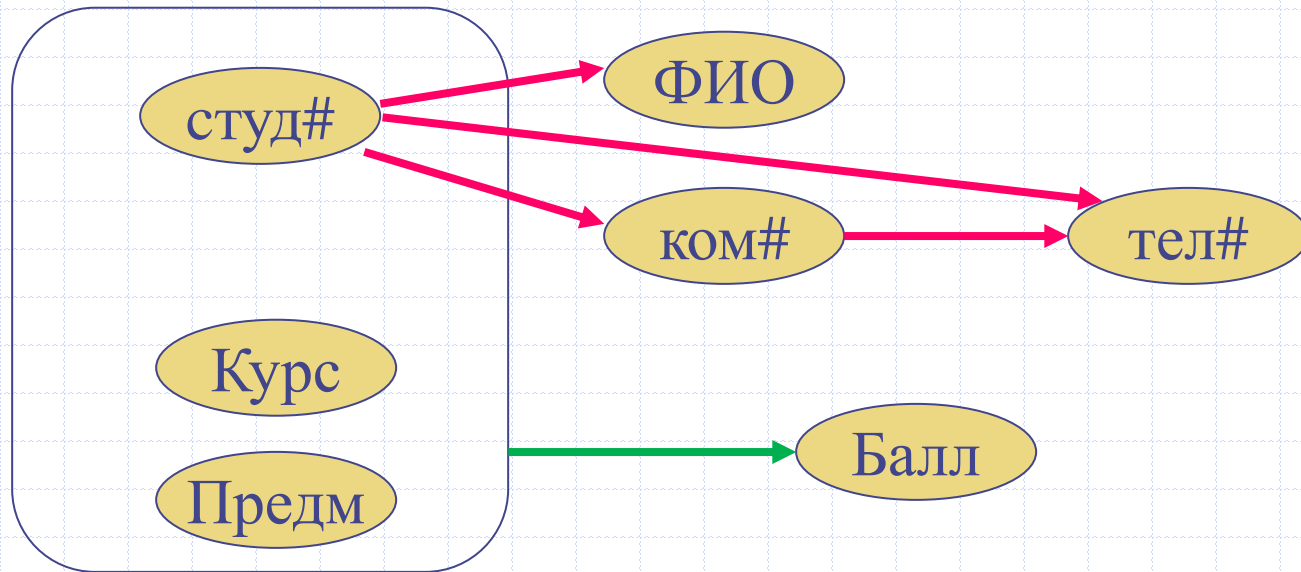 студ#
ФИО
ком#
тел#
Курс
Предм
Балл